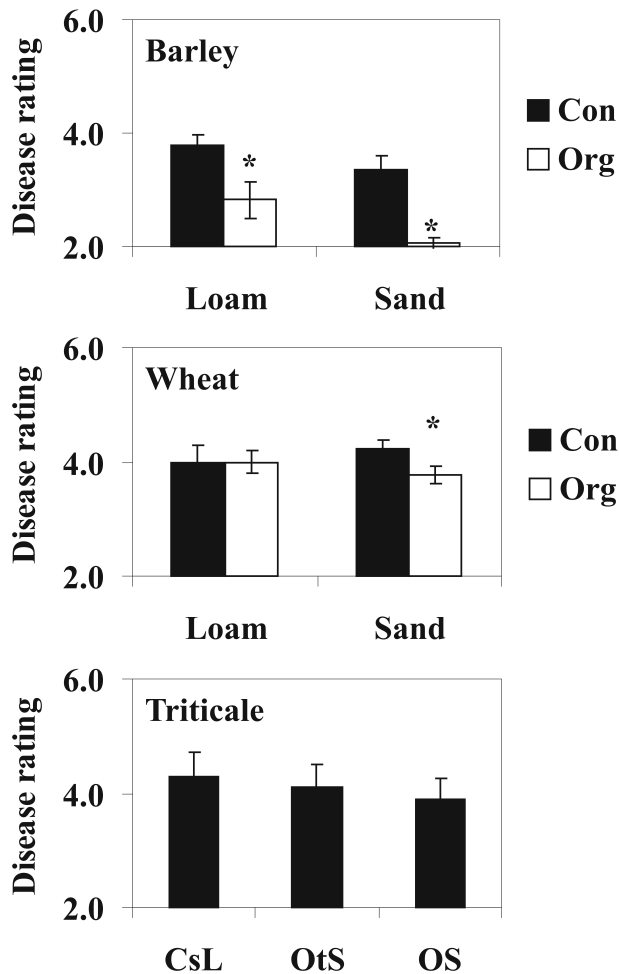 6.0
Barley
4.0
2.0
Disease rating
*
*
Con
Org
Loam Sand
6.0
Wheat
4.0
2.0
Disease rating
*
Con
Org
Loam Sand
6.0
Triticale
4.0
2.0
Disease rating
CsL OtS OS